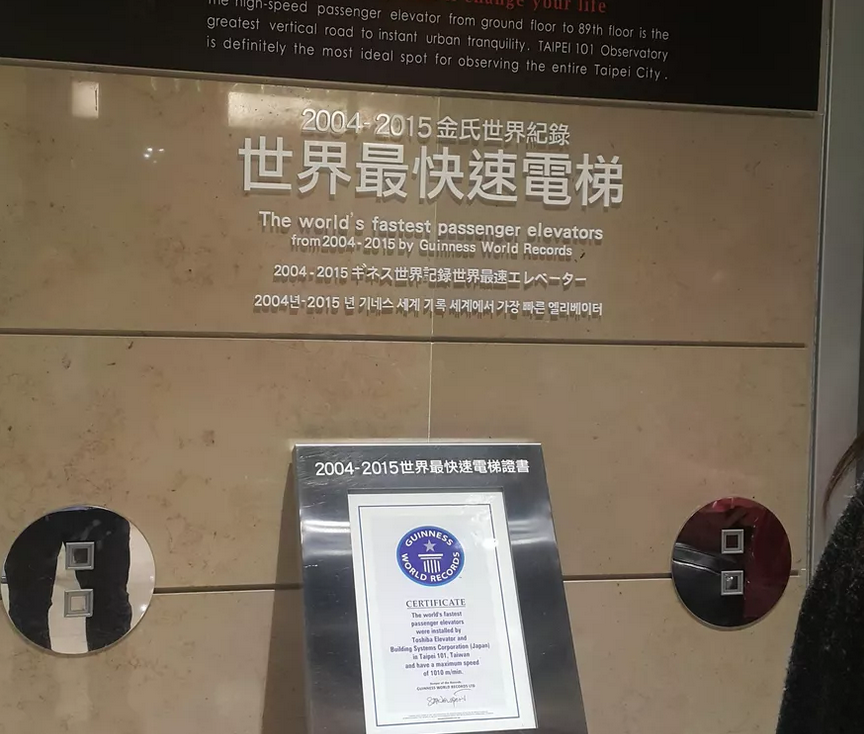 change your life
The high-speed passenger elevator from ground floor to 89th floor is the
greatest vertical road to instant urban tranquility. TAIPEI 101 Observatory
is definitely the most ideal spot for observing the entire Taipei City.
2004-2015金氏世界紀錄
世界最快速電梯
The world's fastest passenger elevators
from2004-2015 by Guinness World Records
2004-2015 ギネス世界記録世界最速エレベーター
2004년-2015 년 기네스 세계 기록 세계에서 가장 빠른 엘리베이터
2004-2015世界最快速電梯證書
GUINNESS
WORLD RECORDS
CERTIFICATE
The world's fastest
passenger elevators
were installed by
Toshiba Elevator and
Building Systems Corporation (Japan)
in Taipei 101, Taiwan
and have a maximum speed
of 1010 m/min.
GUINNESS WORLD RECORDS LTD